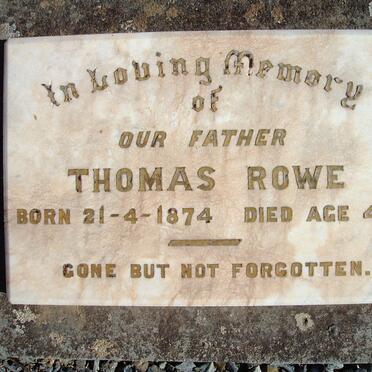 In Loving Memory
of
OUR FATHER
THOMAS ROWE
BORN 21-4-1874 DIED AGE 4
GONE BUT NOT FORGOTTEN.